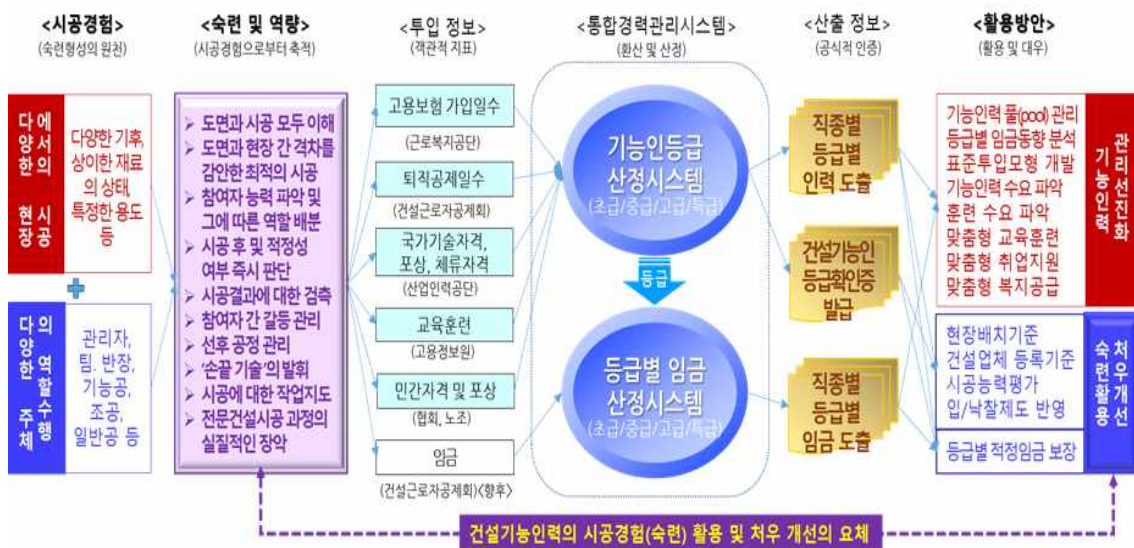 <시공경험>
(숙련형성의 원천)
<숙련 및 역량>
(시공경험으로부터 축적)
<투입 정보>
(객관적 지표)
<통합경력관리시스템>
(환산 및 산정)
<산출 정보>
(공식적 인증)
<활용방안>
(활용 및 대우)
다양한 현장
에서의 시공
다양한 기후,
상이한 재료
의 상태,
특정한 용도
등
다양한 주체
의 역할수행
관리자,
팀. 반장,
기능공,
조공,
일반공 등
➢ 도면과 시공 모두 이해
➢ 도면과 현장 간 격차를
감안한 최적의 시공
➢ 참여자 능력 파악 및
그에 따른 역할 배분
➢ 시공 후 및 적정성
여부 즉시 판단
➢ 시공결과에 대한 검측
➢ 참여자 간 갈등 관리
➢ 선후 공정 관리
➢ '손끝 기술'의 발휘
➢ 시공에 대한 작업지도
➢ 전문건설시공 과정의
실질적인 장악
고용보험 가입일수
(근로복지공단)
퇴직공제일수
(건설근로자공제회)
국가기술자격,
포상, 체류자격
(산업인력공단)
교육훈련
(고용정보원)
민간자격 및 포상
(협회, 노조)
임금
(건설근로자공제회)<향후>
기능인등급
산정시스템
(초급/중급/고급/특급)
등급
등급별 임금
산정시스템
(초급/중급/고급/특급)
직종별
등급별
인력 도출
건설기능인
등급확인증
발급
직종별
등급별
임금 도출
기능인력 풀(pool) 관리
등급별 임금동향 분석
표준투입모형 개발
기능인력 수요 파악
훈련 수요 파악
맞춤형 교육훈련
맞춤형 취업지원
맞춤형 복지공급
기능인력
관리선진화
현장배치기준
건설업체 등록기준
시공능력평가
입/낙찰제도 반영
등급별 적정임금 보장
숙련활용
처우개선
건설기능인력의 시공경험(숙련) 활용 및 처우 개선의 요체